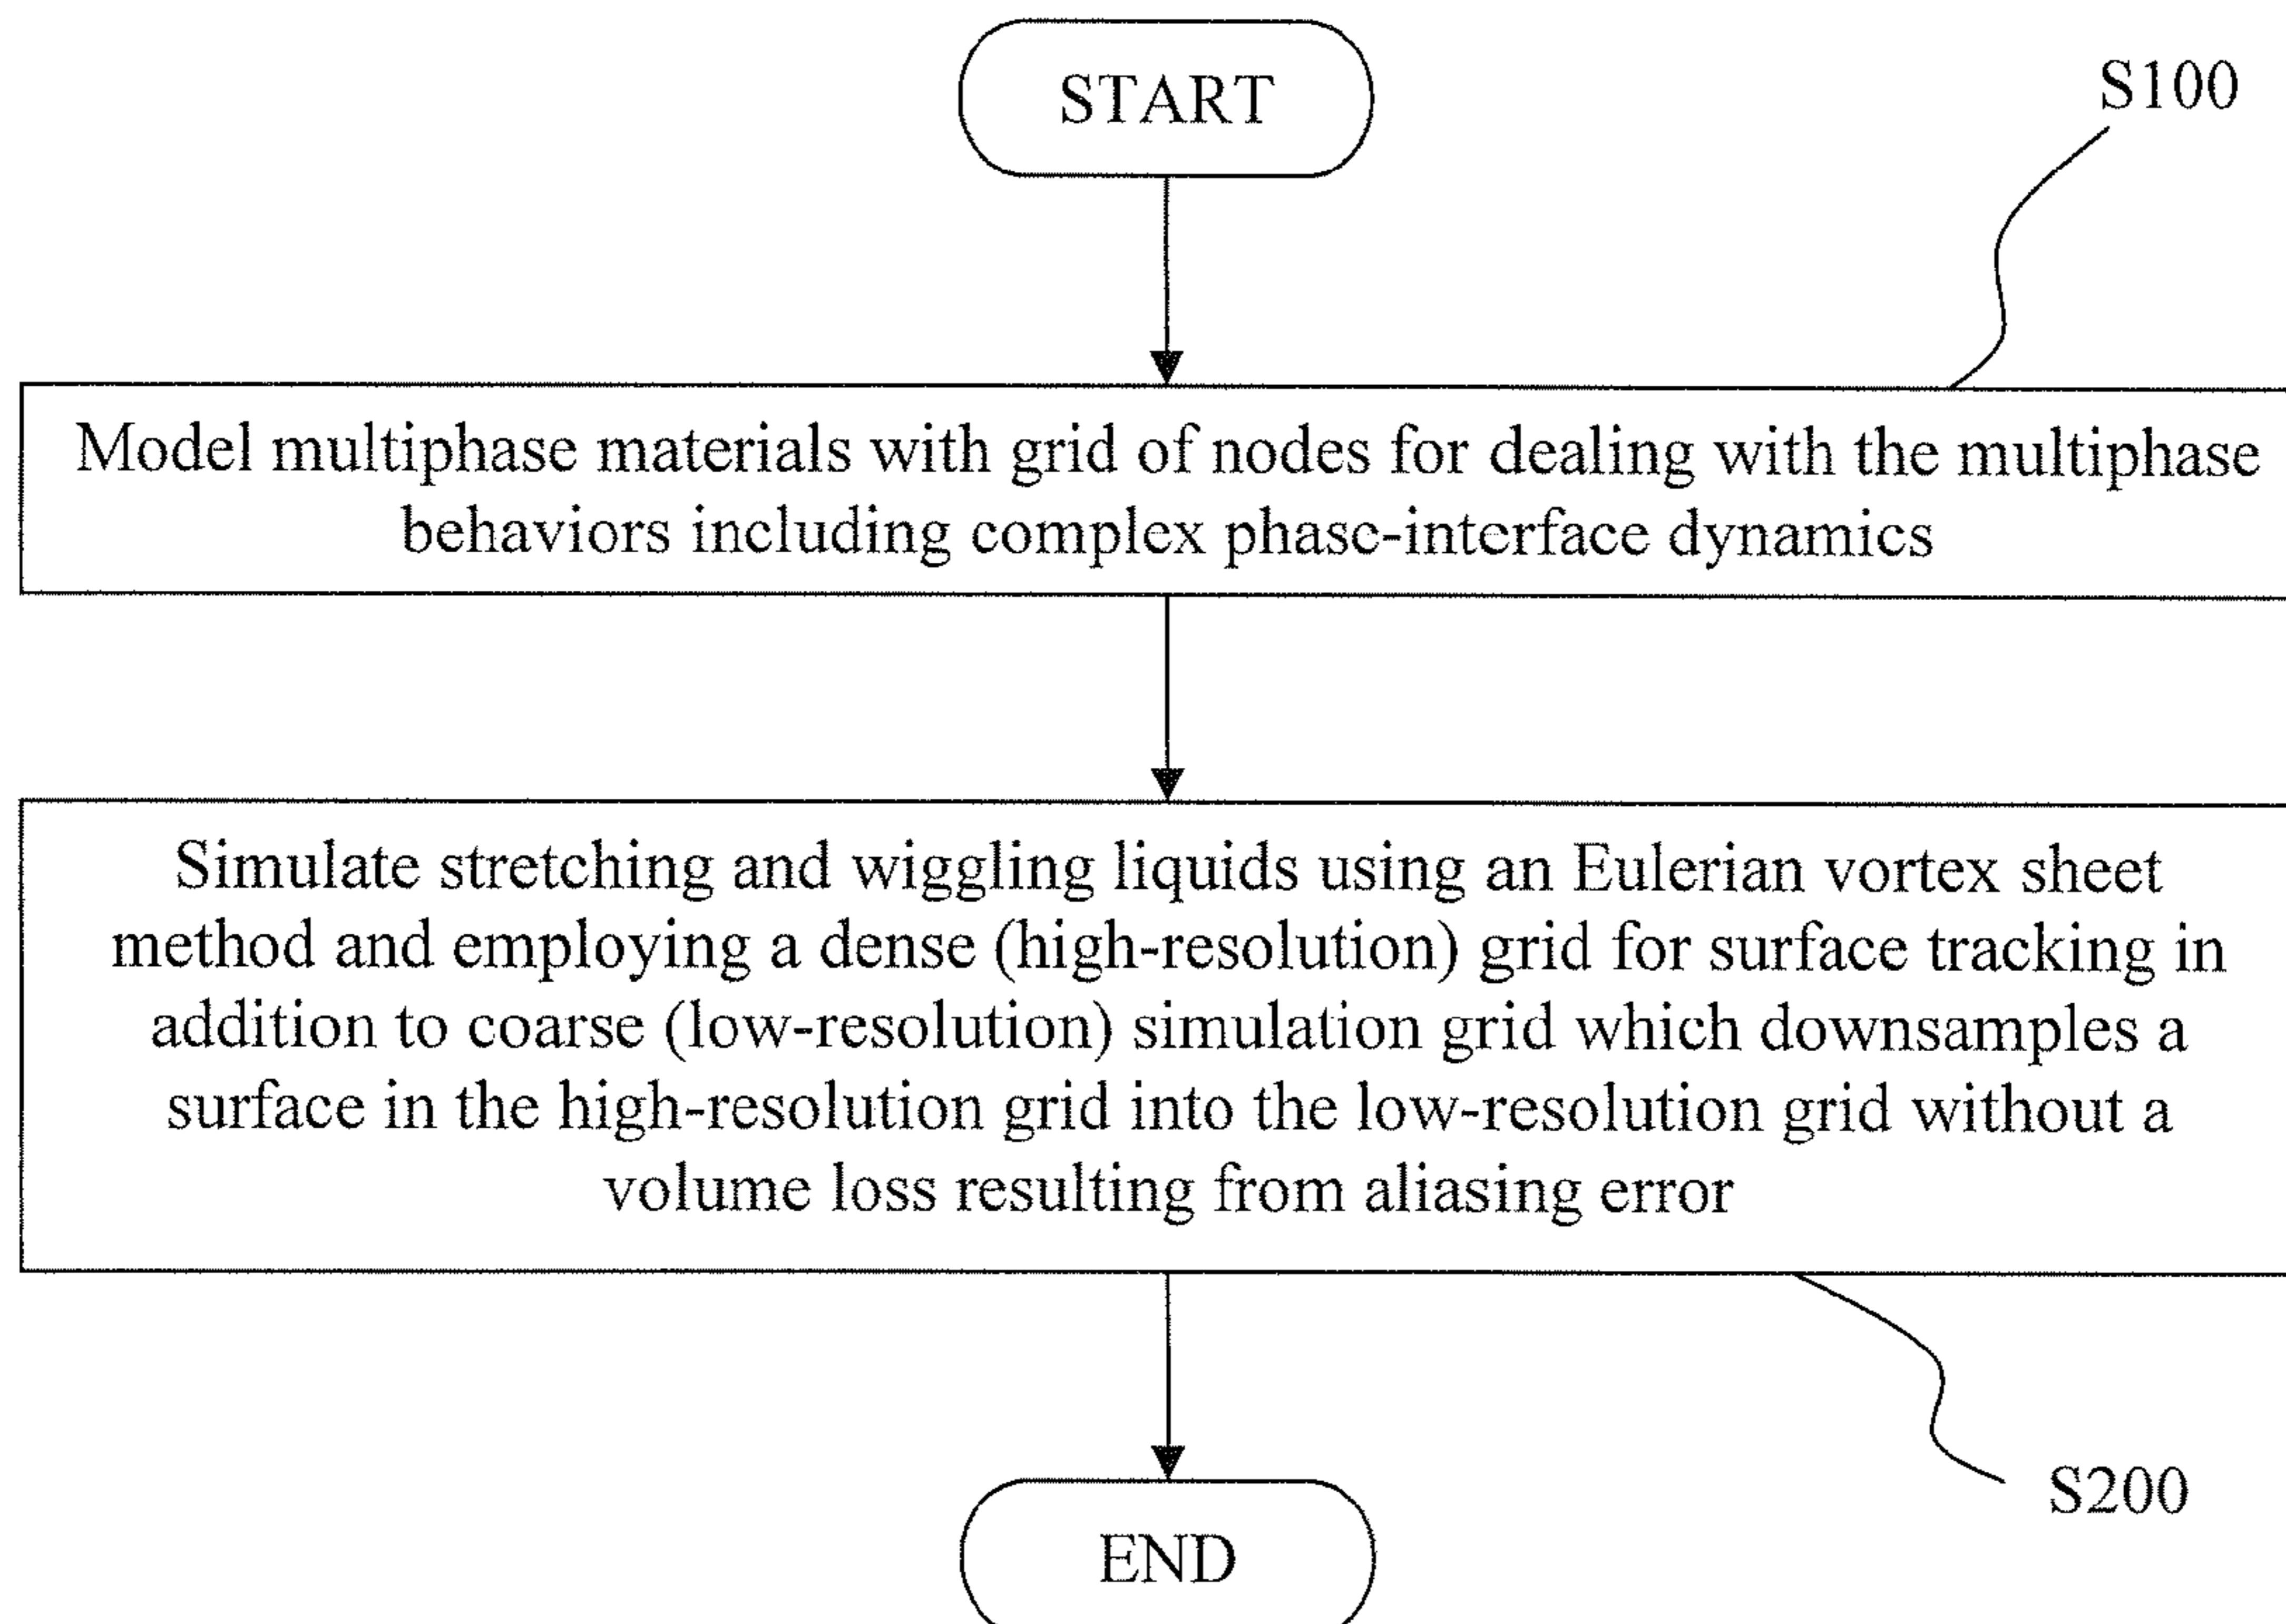 START
S100
Model multiphase materials with grid of nodes for dealing with the multiphase
behaviors including complex phase-interface dynamics
Simulate stretching and wiggling liquids using an Eulerian vortex sheet
method and employing a dense (high-resolution) grid for surface tracking in
addition to coarse (low-resolution) simulation grid which downsamples a
surface in the high-resolution grid into the low-resolution grid without a
volume loss resulting from aliasing error
S200
END